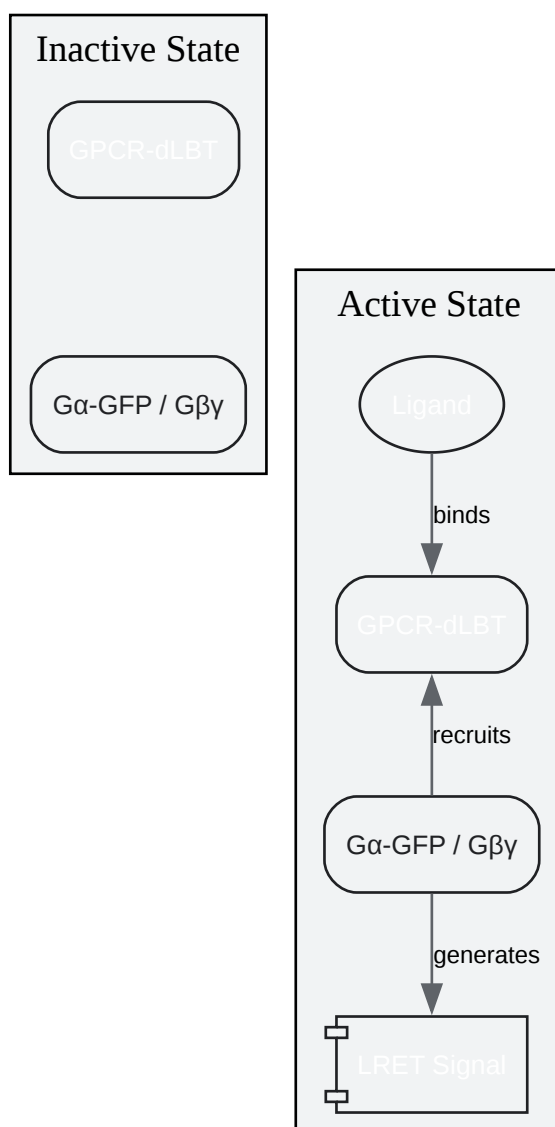 Inactive State
GPCR-dLBT
Gα-GFP / Gβγ
Active State
Ligand
binds
GPCR-dLBT
recruits
Gα-GFP / Gβγ
generates
LRET Signal